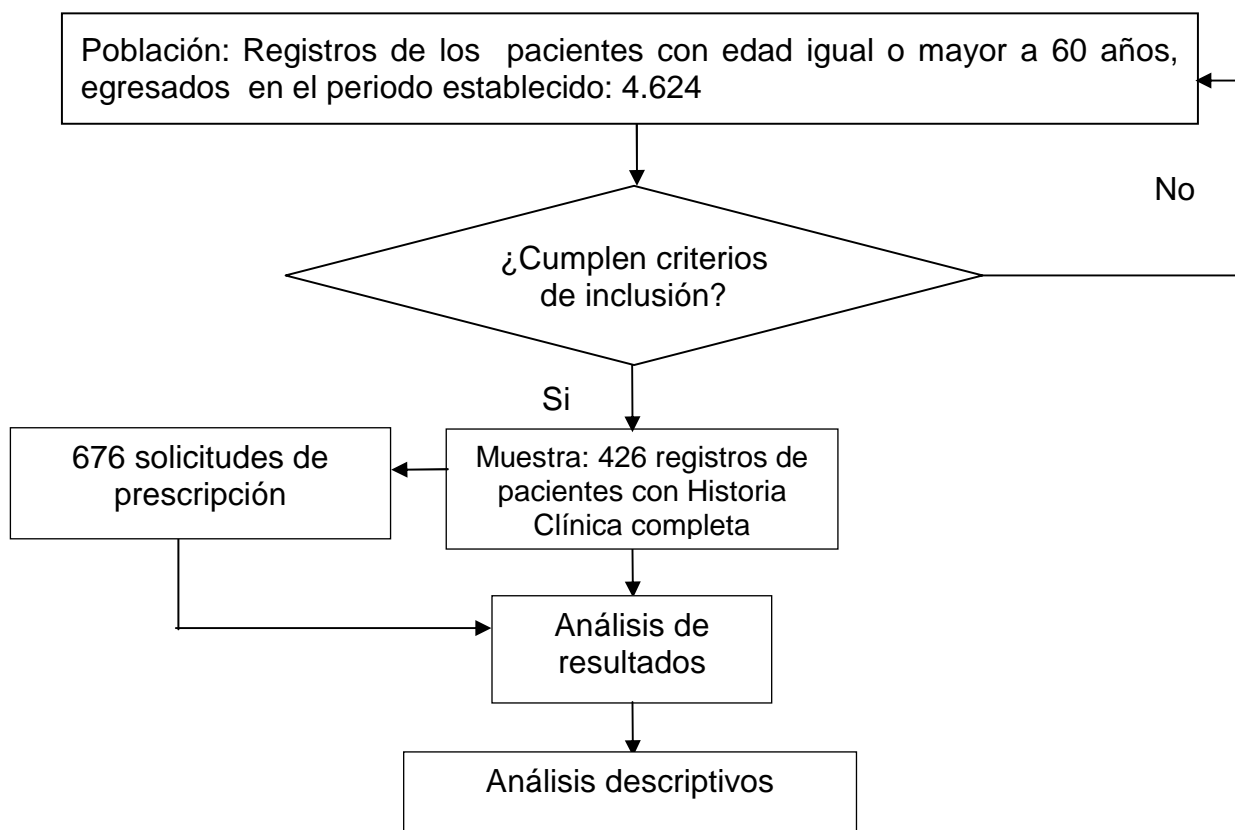 Población: Registros de los pacientes con edad igual o mayor a 60 años,
egresados en el periodo establecido: 4.624
No
¿Cumplen criterios
de inclusión?
Si
676 solicitudes de
prescripción
Muestra: 426 registros de
pacientes con Historia
Clínica completa
Análisis de
resultados
Análisis descriptivos